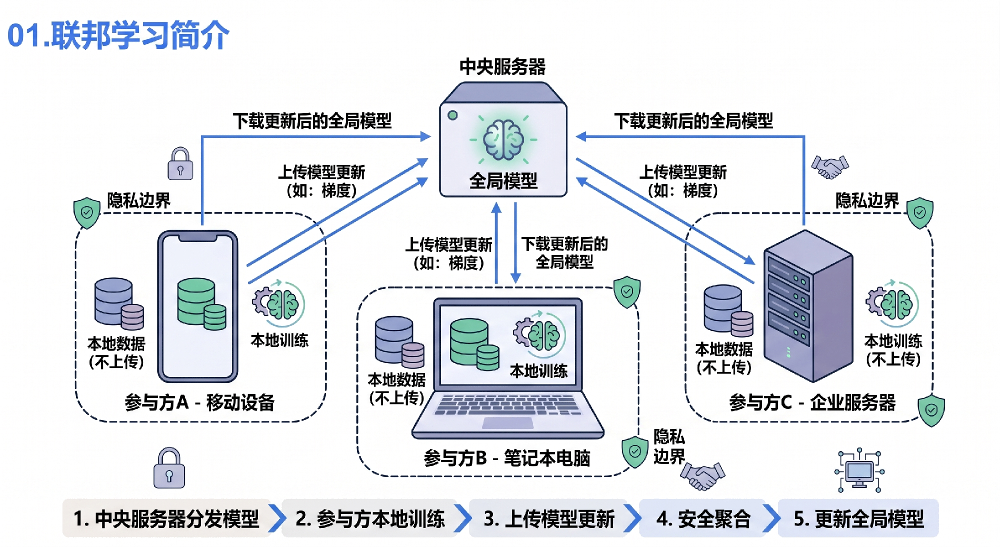 01.联邦学习简介
中央服务器
全局模型
下载更新后的全局模型
下载更新后的全局模型
上传模型更新
（如：梯度）
上传模型更新
（如：梯度）
隐私边界
隐私边界
上传模型更新
（如：梯度）
下载更新后的
全局模型
本地数据
(不上传)
本地训练
参与方A - 移动设备
本地数据
(不上传)
本地训练
参与方B - 笔记本电脑
隐私
边界
本地数据
(不上传)
本地训练
(不上传)
参与方C - 企业服务器
1. 中央服务器分发模型
2. 参与方本地训练
3. 上传模型更新
4. 安全聚合
5. 更新全局模型